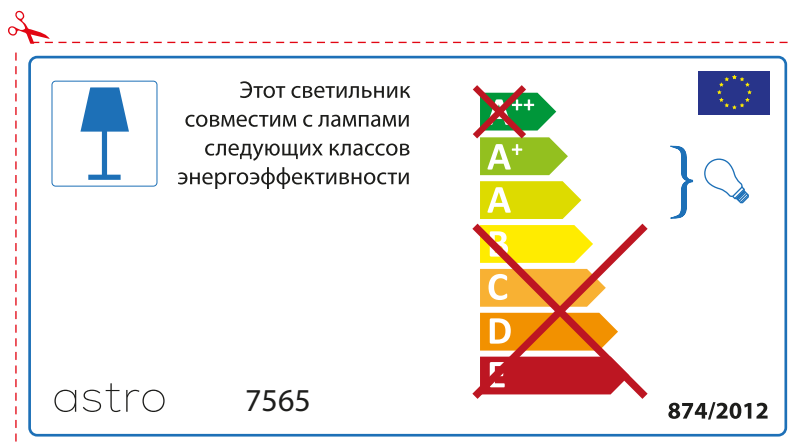 Этот светильник
совместим с лампами
следующих классов
энергоэффективности
A++
A+
A
B
C
D
E
astro
7565
874/2012